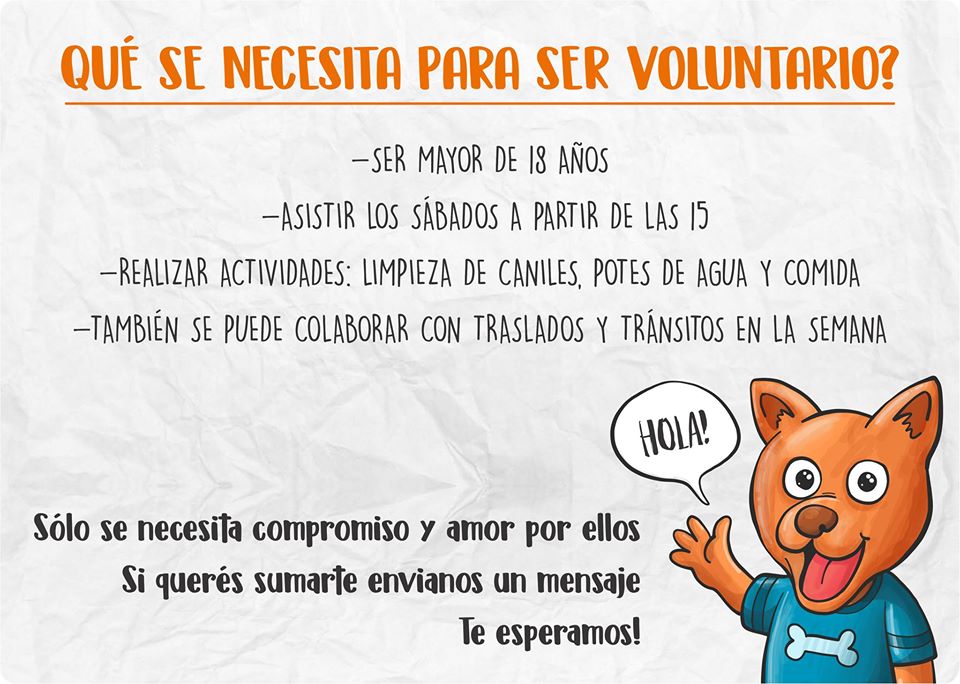 QUÉ SE NECESITA PARA SER VOLUNTARIO?
-SER MAYOR DE 18 AÑOS
-ASISTIR LOS SÁBADOS A PARTIR DE LAS 15
-REALIZAR ACTIVIDADES: LIMPIEZA DE CANILES, POTES DE AGUA Y COMIDA
-TAMBIÉN SE PUEDE COLABORAR CON TRASLADOS Y TRÁNSITOS EN LA SEMANA
HOLA!
Sólo se necesita compromiso y amor por ellos
Si querés sumarte envianos un mensaje
Te esperamos!